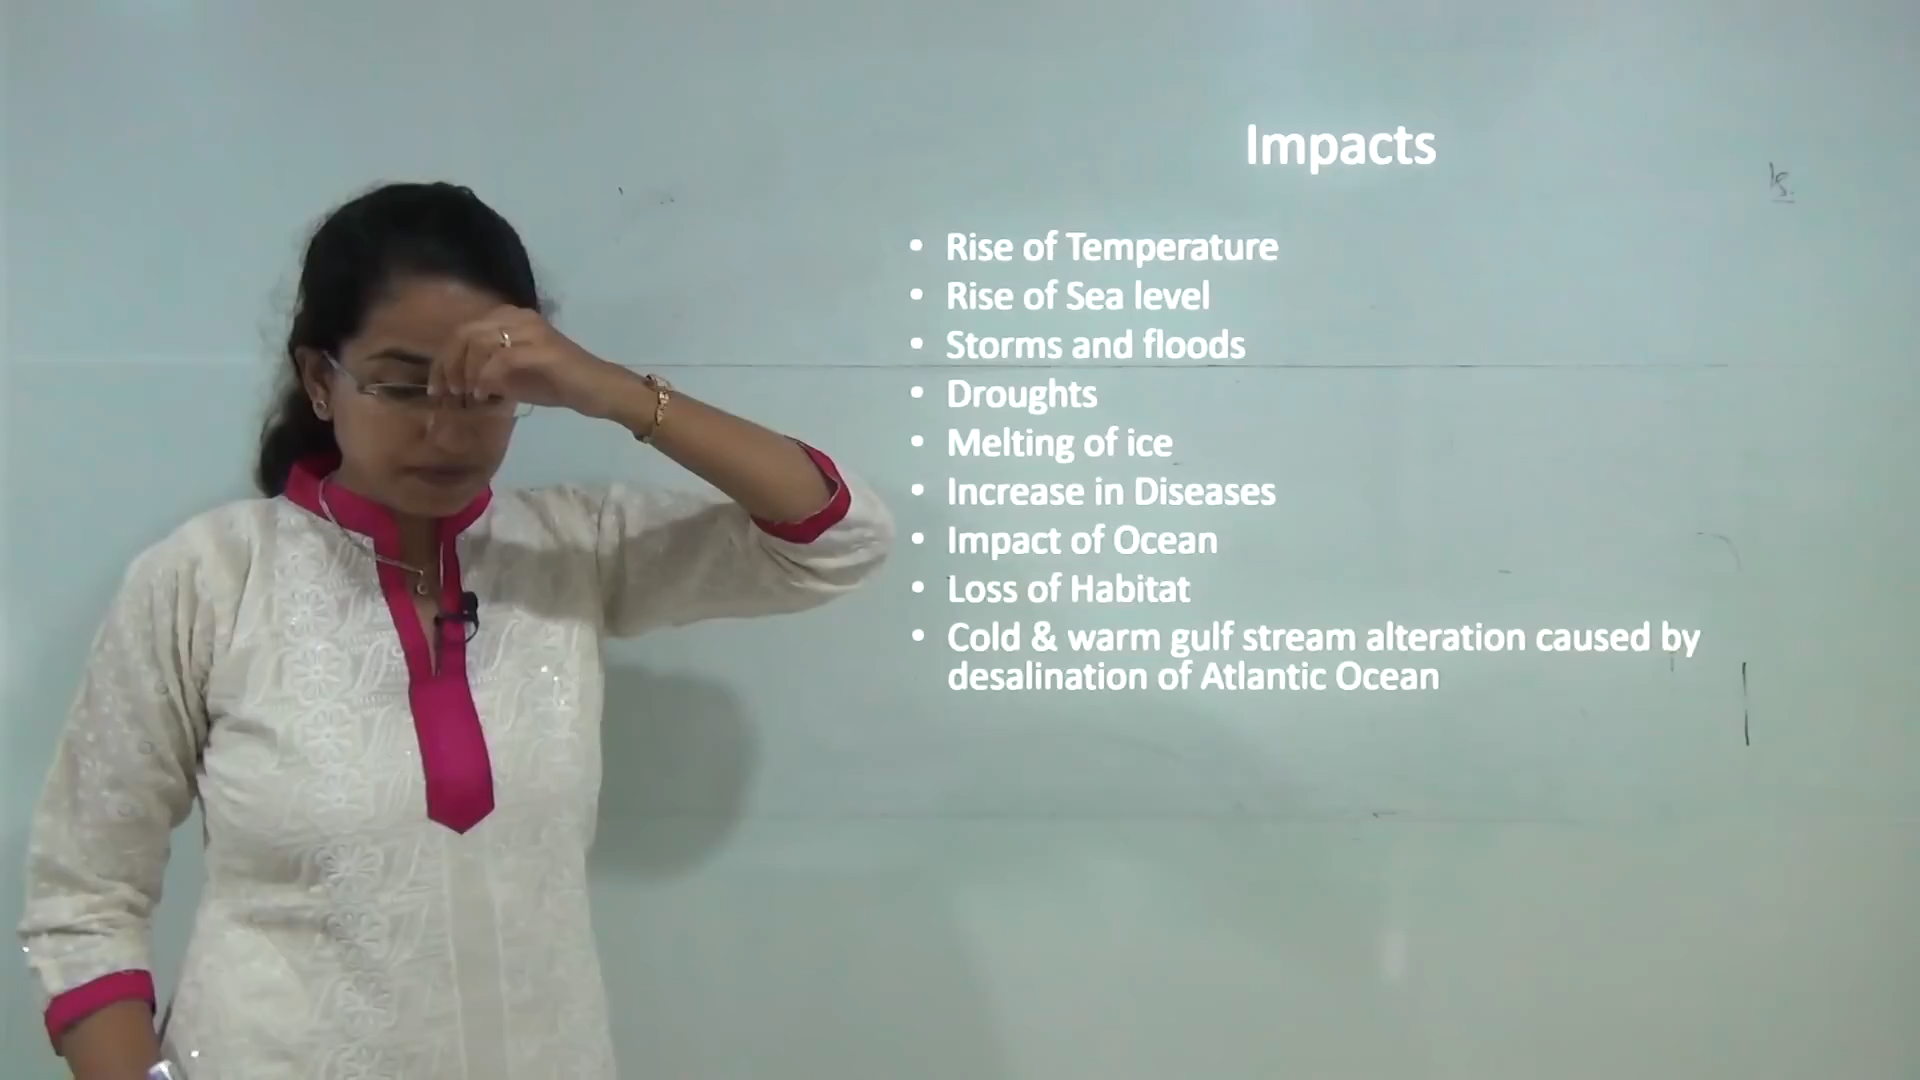 Impacts
• Rise of Temperature
• Rise of Sea level
• Storms and floods
• Droughts
• Melting of ice
• Increase in Diseases
• Impact of Ocean
• Loss of Habitat
• Cold & warm gulf stream alteration caused by
desalination of Atlantic Ocean